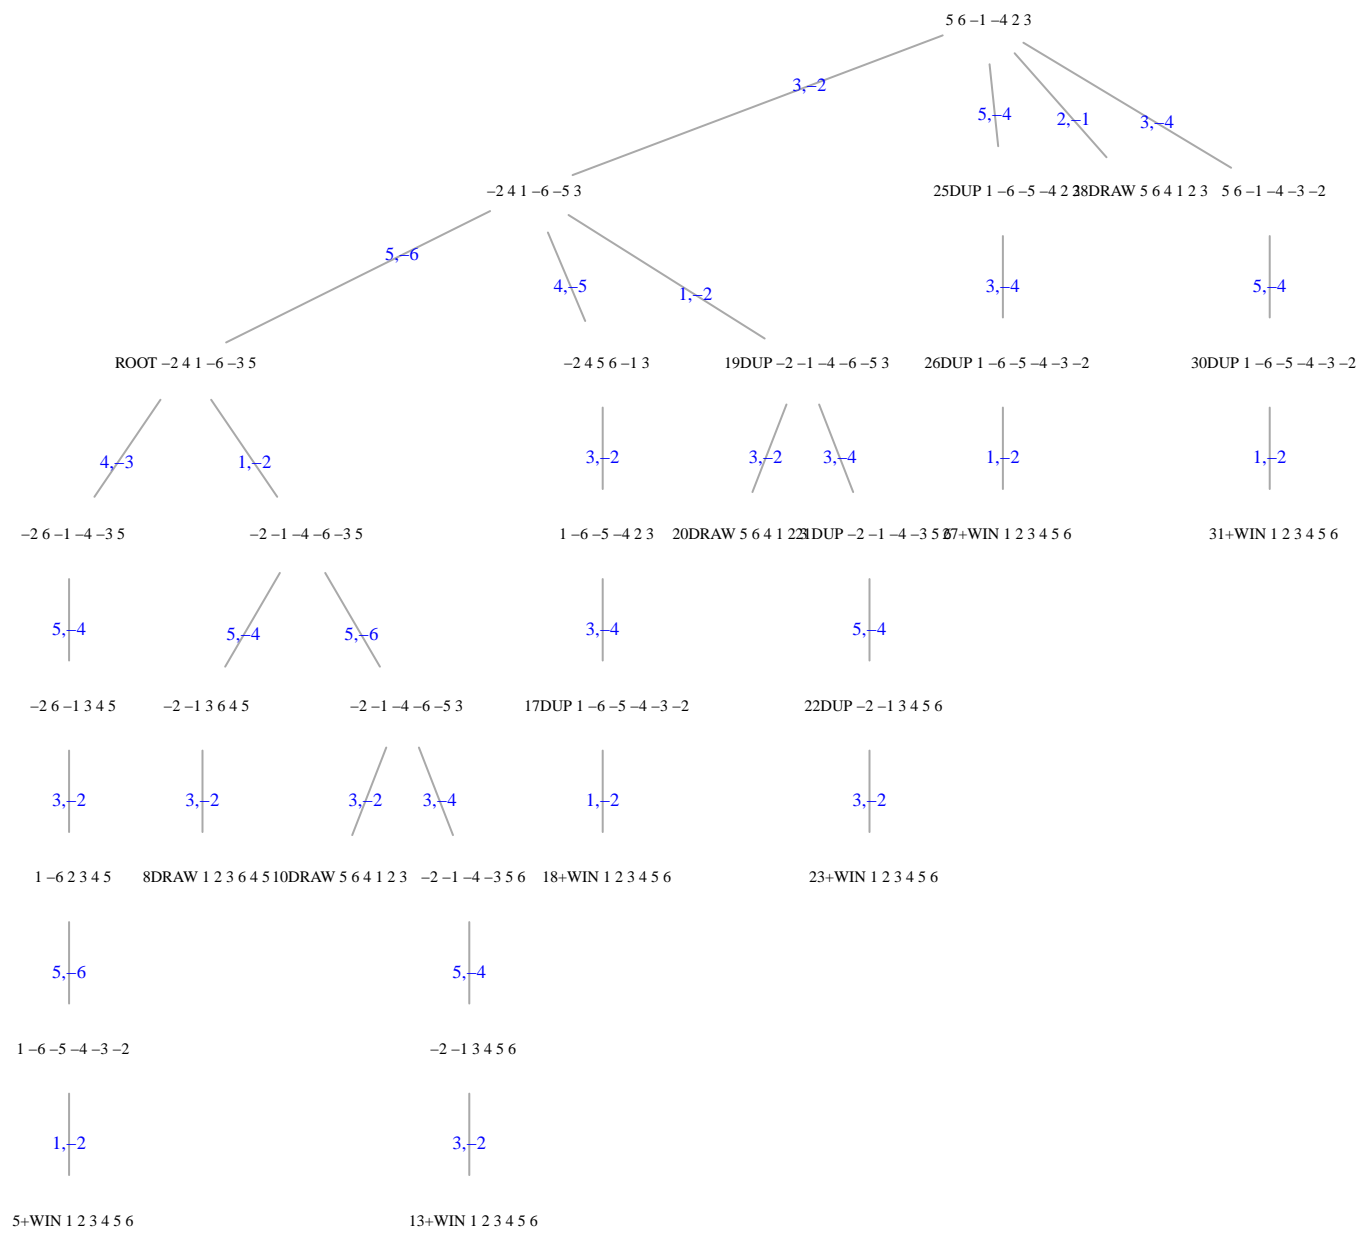 5 6 −1 −4 2 3
3,−2
5,−4
2,−1
3,−4
−2 4 1 −6 −5 3
25DUP 1 −6 −5 −4 2 3
28DRAW 5 6 4 1 2 3
5 6 −1 −4 −3 −2
5,−6
4,−5
1,−2
3,−4
5,−4
ROOT −2 4 1 −6 −3 5
−2 4 5 6 −1 3
19DUP −2 −1 −4 −6 −5 3
26DUP 1 −6 −5 −4 −3 −2
30DUP 1 −6 −5 −4 −3 −2
4,−3
1,−2
3,−2
3,−2
3,−4
1,−2
1,−2
−2 6 −1 −4 −3 5
−2 −1 −4 −6 −3 5
1 −6 −5 −4 2 3
20DRAW 5 6 4 1 2 3
21DUP −2 −1 −4 −3 5 6
27+WIN 1 2 3 4 5 6
31+WIN 1 2 3 4 5 6
5,−4
5,−4
5,−6
3,−4
5,−4
−2 6 −1 3 4 5
−2 −1 3 6 4 5
−2 −1 −4 −6 −5 3
17DUP 1 −6 −5 −4 −3 −2
22DUP −2 −1 3 4 5 6
3,−2
3,−2
3,−2
3,−4
1,−2
3,−2
1 −6 2 3 4 5
8DRAW 1 2 3 6 4 5
10DRAW 5 6 4 1 2 3
−2 −1 −4 −3 5 6
18+WIN 1 2 3 4 5 6
23+WIN 1 2 3 4 5 6
5,−6
5,−4
1 −6 −5 −4 −3 −2
−2 −1 3 4 5 6
1,−2
3,−2
5+WIN 1 2 3 4 5 6
13+WIN 1 2 3 4 5 6